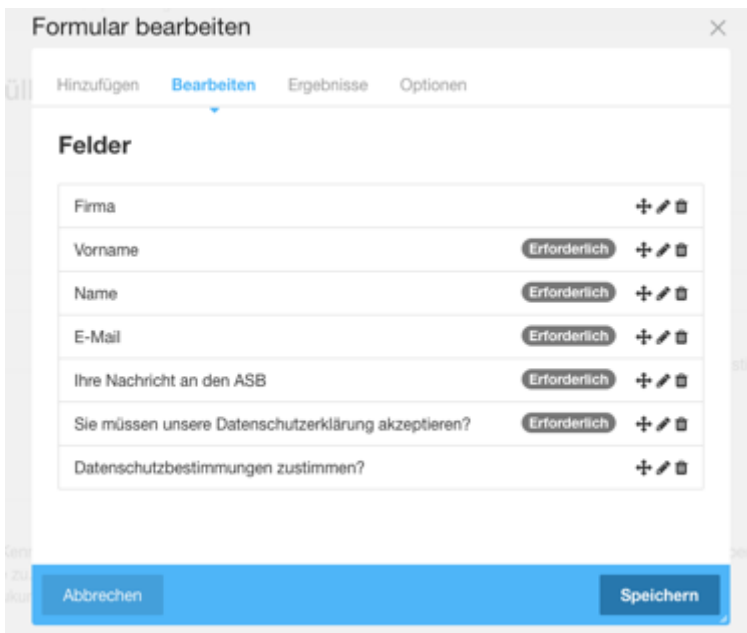 Formular bearbeiten
Hinzufügen Bearbeiten Ergebnisse Optionen
Felder
Firma
Vorname Erforderlich
Name Erforderlich
E-Mail Erforderlich
Ihre Nachricht an den ASB Erforderlich
Sie müssen unsere Datenschutzerklärung akzeptieren? Erforderlich
Datenschutzbestimmungen zustimmen?
Abbrechen Speichern